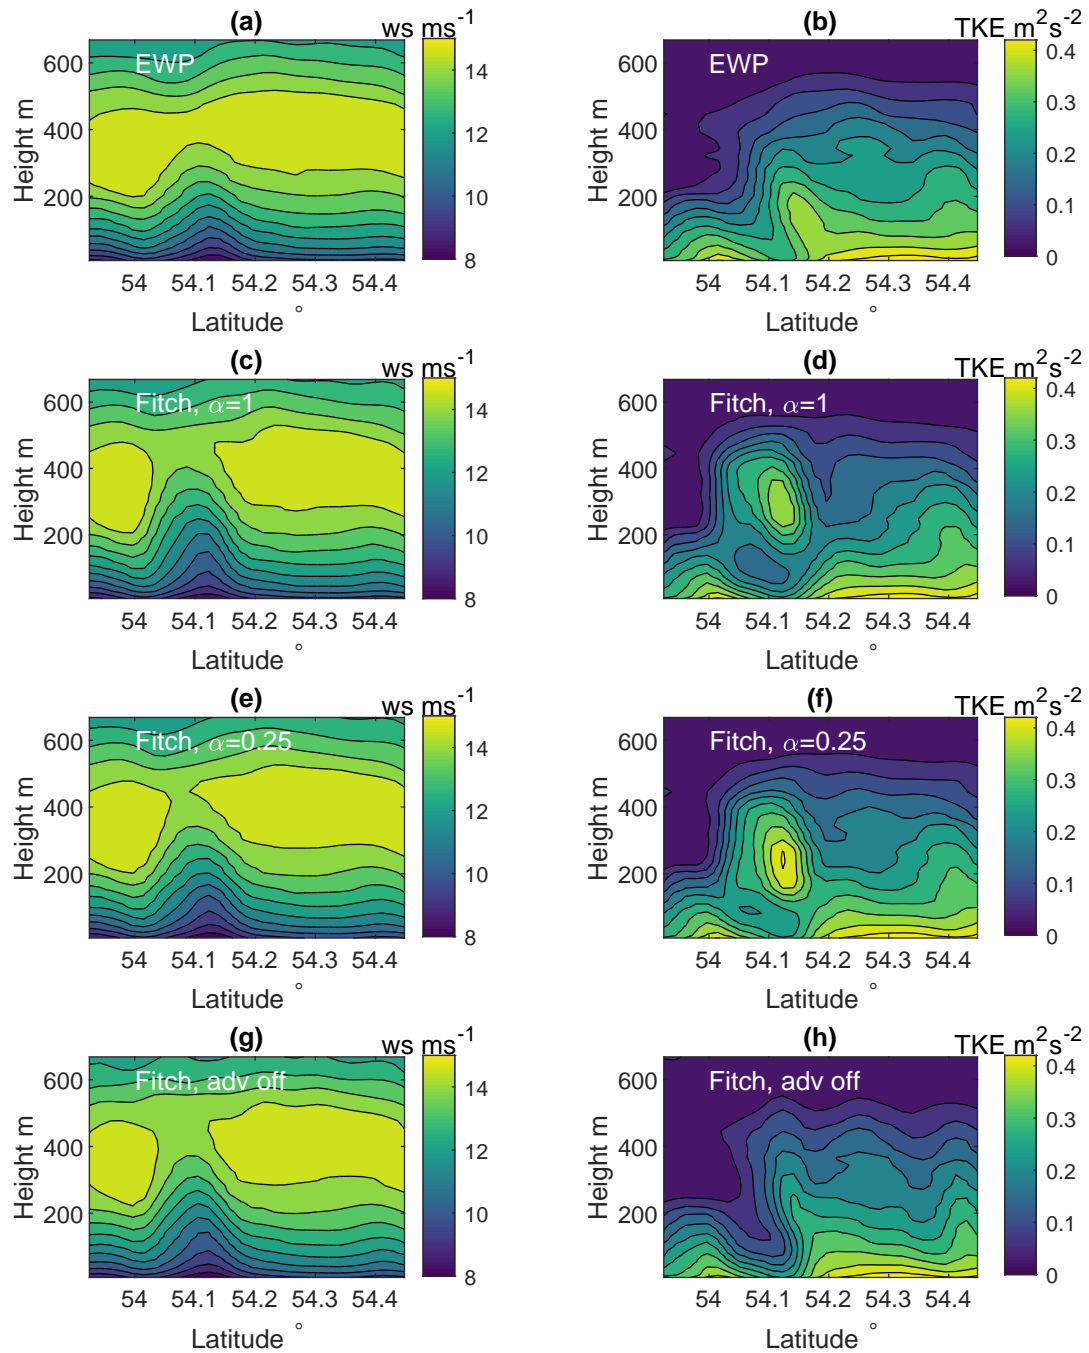 (a)
ws ms-1
EWP
Height m
600
400
200
54 54.1 54.2 54.3 54.4
Latitude °
14
12
10
8
(b)
TKE m2s-2
EWP
Height m
600
400
200
54 54.1 54.2 54.3 54.4
Latitude °
0.4
0.3
0.2
0.1
0
(c)
ws ms-1
Fitch, α=1
Height m
600
400
200
54 54.1 54.2 54.3 54.4
Latitude °
14
12
10
8
(d)
TKE m2s-2
Fitch, α=1
Height m
600
400
200
54 54.1 54.2 54.3 54.4
Latitude °
0.4
0.3
0.2
0.1
0
(e)
ws ms-1
Fitch, α=0.25
Height m
600
400
200
54 54.1 54.2 54.3 54.4
Latitude °
14
12
10
8
(f)
TKE m2s-2
Fitch, α=0.25
Height m
600
400
200
54 54.1 54.2 54.3 54.4
Latitude °
0.4
0.3
0.2
0.1
0
(g)
ws ms-1
Fitch, adv off
Height m
600
400
200
54 54.1 54.2 54.3 54.4
Latitude °
14
12
10
8
(h)
TKE m2s-2
Fitch, adv off
Height m
600
400
200
54 54.1 54.2 54.3 54.4
Latitude °
0.4
0.3
0.2
0.1
0